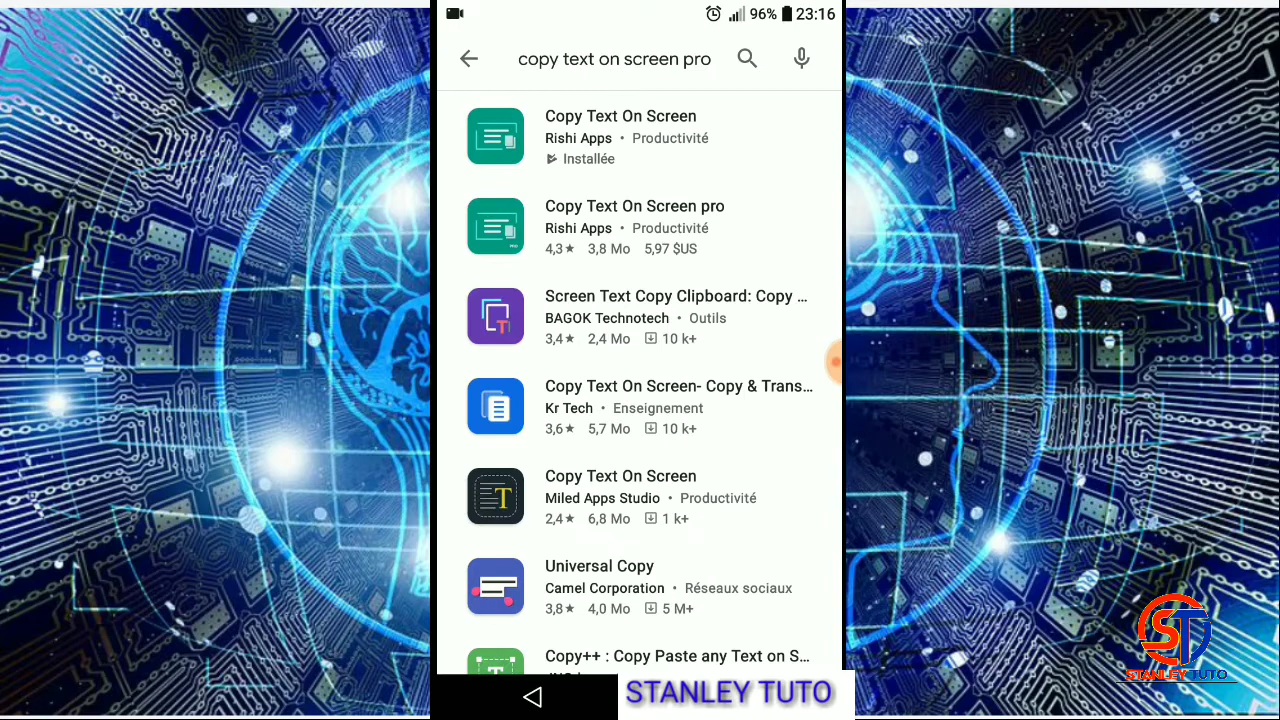 96% 23:16
copy text on screen pro
Copy Text On Screen
Rishi Apps • Productivité
Installée
Copy Text On Screen pro
Rishi Apps • Productivité
4,3★ 3,8 Mo 5,97 $US
Screen Text Copy Clipboard: Copy ...
BAGOK Technotech • Outils
3,4★ 2,4 Mo 10 k+
Copy Text On Screen- Copy & Trans...
Kr Tech • Enseignement
3,6★ 5,7 Mo 10 k+
Copy Text On Screen
Miled Apps Studio • Productivité
2,4★ 6,8 Mo 1 k+
Universal Copy
Camel Corporation • Réseaux sociaux
3,8★ 4,0 Mo 5 M+
Copy++ : Copy Paste any Text on S...
STANLEY TUTO
ST
STANLEY TUTO